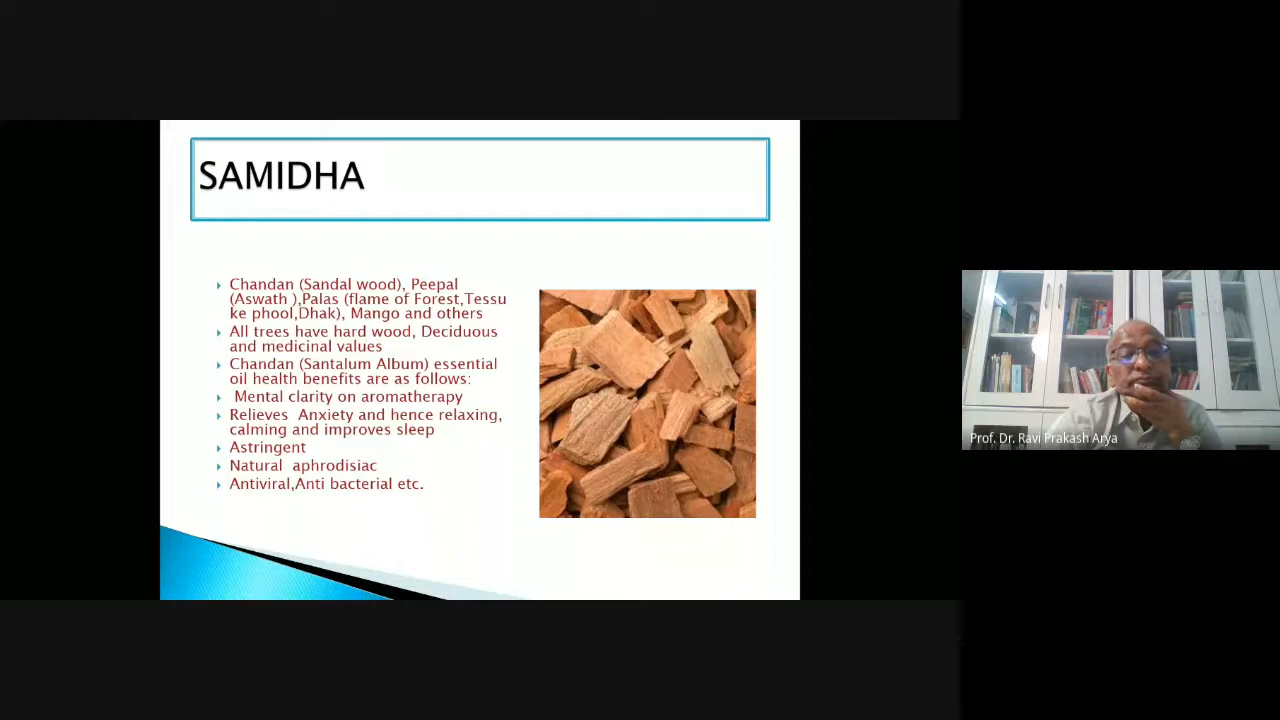 SAMIDHA
Chandan (Sandal wood), Peepal
(Aswath ),Palas (flame of Forest,Tessu
ke phool,Dhak), Mango and others
All trees have hard wood, Deciduous
and medicinal values
Chandan (Santalum Album) essential
oil health benefits are as follows:
Mental clarity on aromatherapy
Relieves Anxiety and hence relaxing,
calming and improves sleep
Astringent
Natural aphrodisiac
Antiviral,Anti bacterial etc.
Prof. Dr. Ravi Prakash Arya